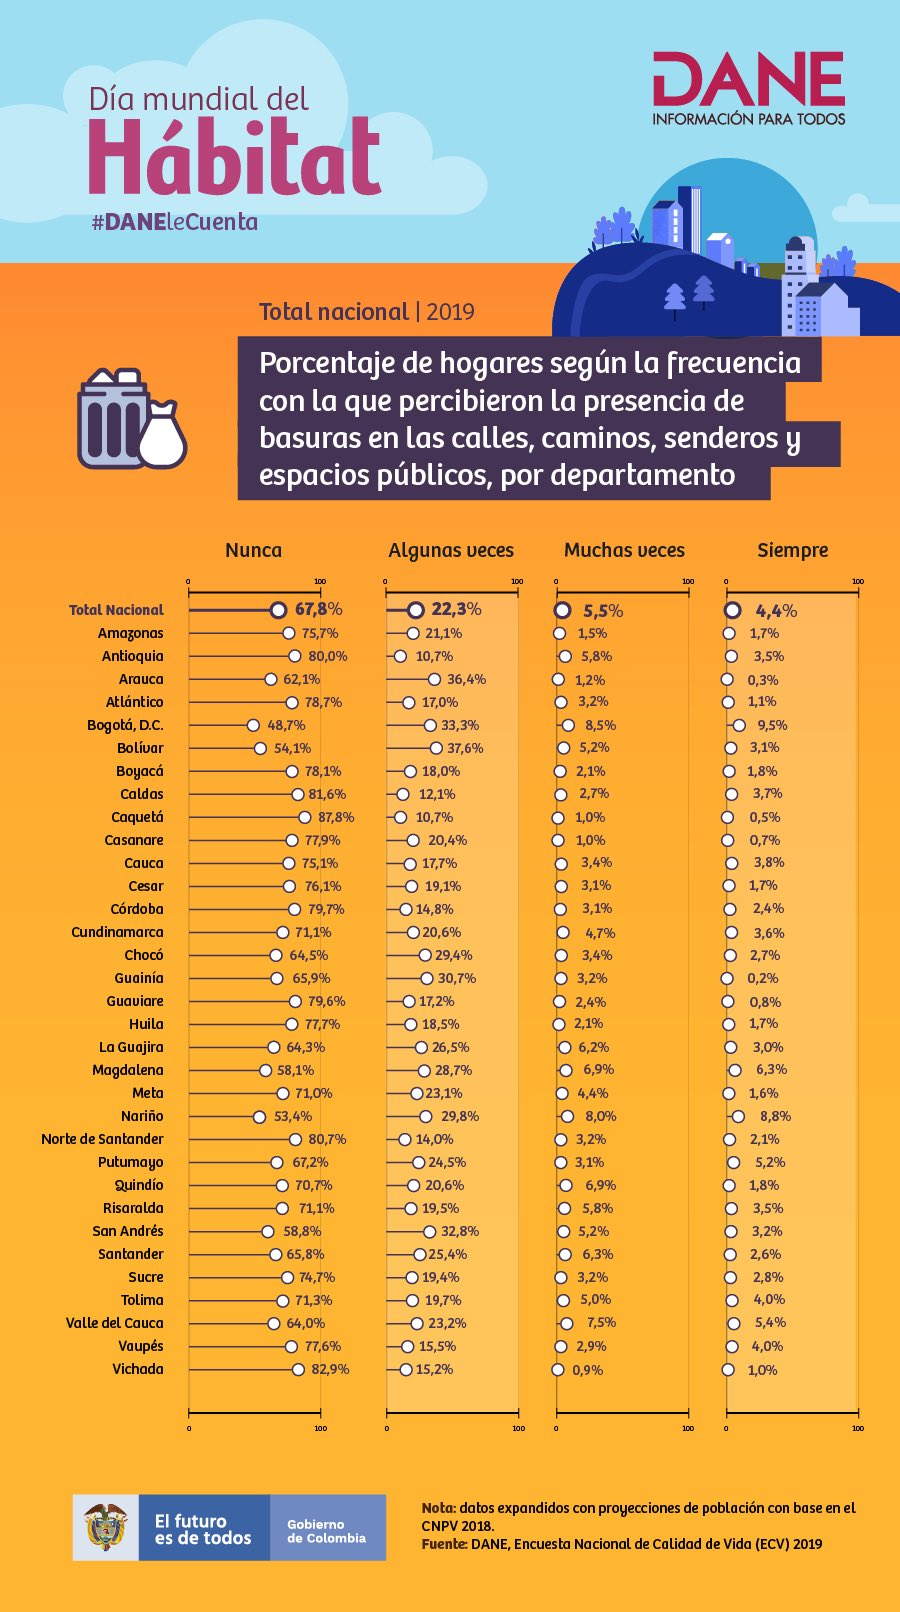 Día mundial del
Hábitat
#DANEleCuenta
DANE
INFORMACIÓN PARA TODOS
Total nacional | 2019
Porcentaje de hogares según la frecuencia
con la que percibieron la presencia de
basuras en las calles, caminos, senderos y
espacios públicos, por departamento
Nunca Algunas veces Muchas veces Siempre
0 100 0 100 0 100 0 100
Total Nacional 67,8% 22,3% 5,5% 4,4%
Amazonas 75,7% 21,1% 1,5% 1,7%
Antioquia 80,0% 10,7% 5,8% 3,5%
Arauca 62,1% 36,4% 1,2% 0,3%
Atlántico 78,7% 17,0% 3,2% 1,1%
Bogotá, D.C. 48,7% 33,3% 8,5% 9,5%
Bolívar 54,1% 37,6% 5,2% 3,1%
Boyacá 78,1% 18,0% 2,1% 1,8%
Caldas 81,6% 12,1% 2,7% 3,7%
Caquetá 87,8% 10,7% 1,0% 0,5%
Casanare 77,9% 20,4% 1,0% 0,7%
Cauca 75,1% 17,7% 3,4% 3,8%
Cesar 76,1% 19,1% 3,1% 1,7%
Córdoba 79,7% 14,8% 3,1% 2,4%
Cundinamarca 71,1% 20,6% 4,7% 3,6%
Chocó 64,5% 29,4% 3,4% 2,7%
Guainía 65,9% 30,7% 3,2% 0,2%
Guaviare 79,6% 17,2% 2,4% 0,8%
Huila 77,7% 18,5% 2,1% 1,7%
La Guajira 64,3% 26,5% 6,2% 3,0%
Magdalena 58,1% 28,7% 6,9% 6,3%
Meta 71,0% 23,1% 4,4% 1,6%
Nariño 53,4% 29,8% 8,0% 8,8%
Norte de Santander 80,7% 14,0% 3,2% 2,1%
Putumayo 67,2% 24,5% 3,1% 5,2%
Quindío 70,7% 20,6% 6,9% 1,8%
Risaralda 71,1% 19,5% 5,8% 3,5%
San Andrés 58,8% 32,8% 5,2% 3,2%
Santander 65,8% 25,4% 6,3% 2,6%
Sucre 74,7% 19,4% 3,2% 2,8%
Tolima 71,3% 19,7% 5,0% 4,0%
Valle del Cauca 64,0% 23,2% 7,5% 5,4%
Vaupés 77,6% 15,5% 2,9% 4,0%
Vichada 82,9% 15,2% 0,9% 1,0%
0 100 0 100 0 100 0 100
El futuro
es de todos
Gobierno
de Colombia
Nota: datos expandidos con proyecciones de población con base en el
CNPV 2018.
Fuente: DANE, Encuesta Nacional de Calidad de Vida (ECV) 2019